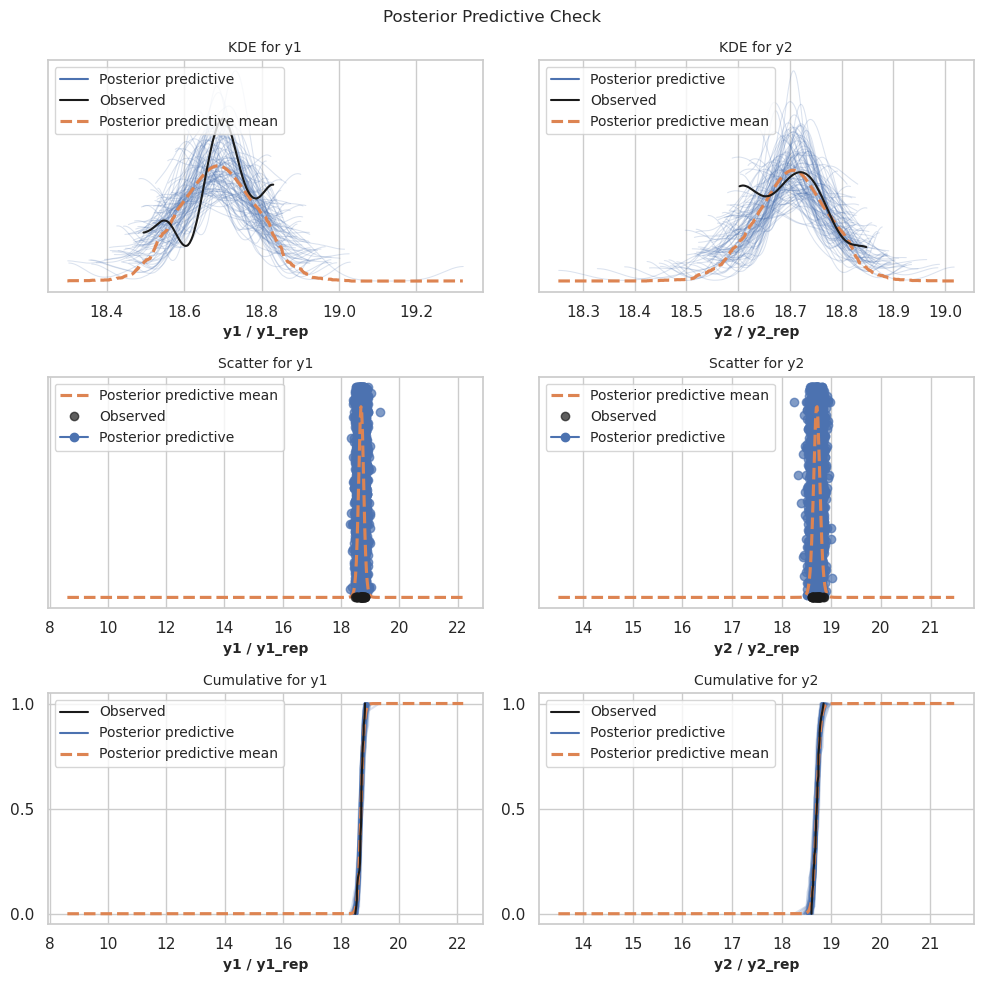 Posterior Predictive Check
KDE for y1
Posterior predictive
Observed
Posterior predictive mean
18.4 18.6 18.8 19.0 19.2
y1 / y1_rep
KDE for y2
Posterior predictive
Observed
Posterior predictive mean
18.3 18.4 18.5 18.6 18.7 18.8 18.9 19.0
y2 / y2_rep
Scatter for y1
Posterior predictive mean
Observed
Posterior predictive
8 10 12 14 16 18 20 22
y1 / y1_rep
Scatter for y2
Posterior predictive mean
Observed
Posterior predictive
14 15 16 17 18 19 20 21
y2 / y2_rep
Cumulative for y1
Observed
Posterior predictive
Posterior predictive mean
1.0
0.5
0.0
8 10 12 14 16 18 20 22
y1 / y1_rep
Cumulative for y2
Observed
Posterior predictive
Posterior predictive mean
1.0
0.5
0.0
14 15 16 17 18 19 20 21
y2 / y2_rep